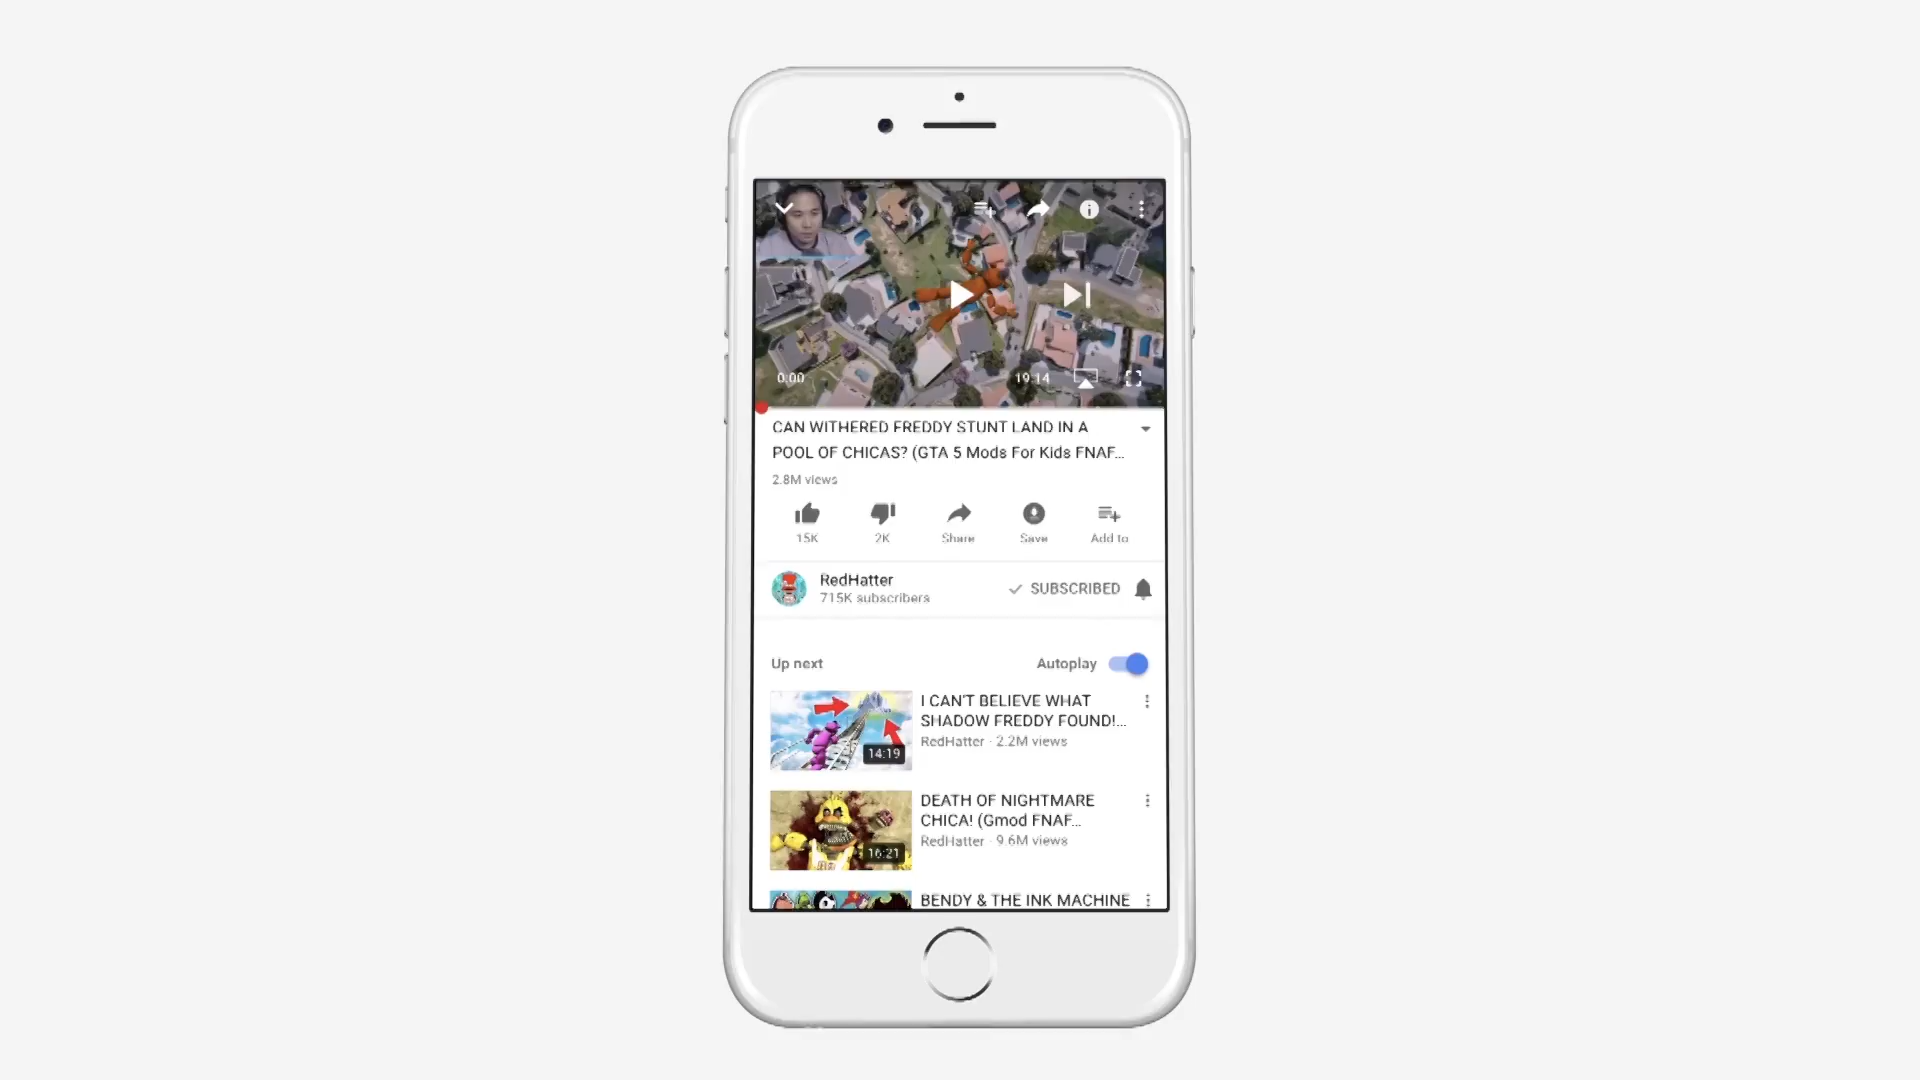 0:00
19:14
CAN WITHERED FREDDY STUNT LAND IN A
POOL OF CHICAS? (GTA 5 Mods For Kids FNAF...
2.8M views
15K
2K
Share
Save
Add to
RedHatter
715K subscribers
SUBSCRIBED
Up next
Autoplay
14:19
I CAN'T BELIEVE WHAT
SHADOW FREDDY FOUND!...
RedHatter · 2.2M views
16:21
DEATH OF NIGHTMARE
CHICA! (Gmod FNAF...
RedHatter · 9.6M views
BENDY & THE INK MACHINE